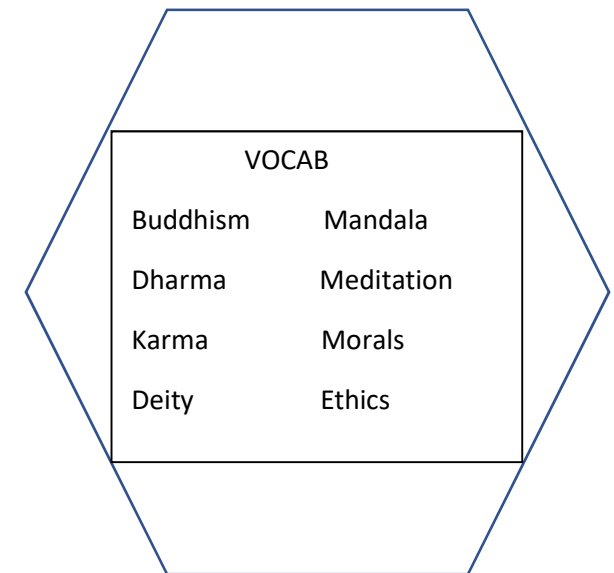 VOCAB
Buddhism Mandala
Dharma Meditation
Karma Morals
Deity Ethics